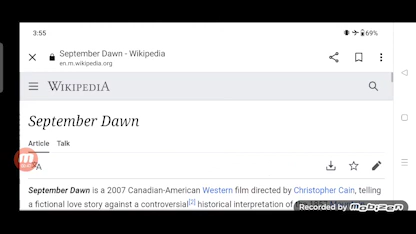 3:55
69%
September Dawn - Wikipedia
en.m.wikipedia.org
WIKIPEDIA
September Dawn
Article Talk
September Dawn is a 2007 Canadian-American Western film directed by Christopher Cain, telling
a fictional love story against a controversial[2] historical interpretation of
Recorded by MOBIZEN